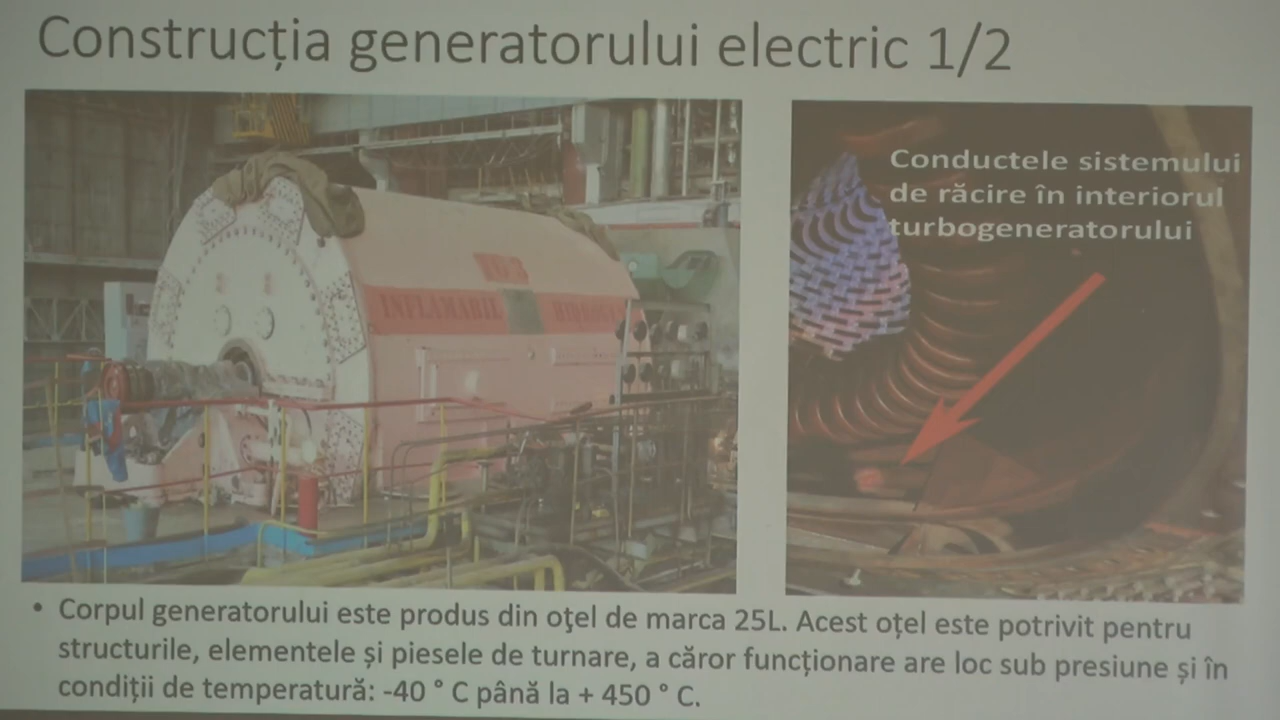 Construcția generatorului electric 1/2
INFLAMABIL
Conductele sistemului
de răcire în interiorul
turbogeneratorului
• Corpul generatorului este produs din oţel de marca 25L. Acest oțel este potrivit pentru
structurile, elementele și piesele de turnare, a căror funcționare are loc sub presiune și în
condiții de temperatură: -40 ° C până la + 450 ° C.